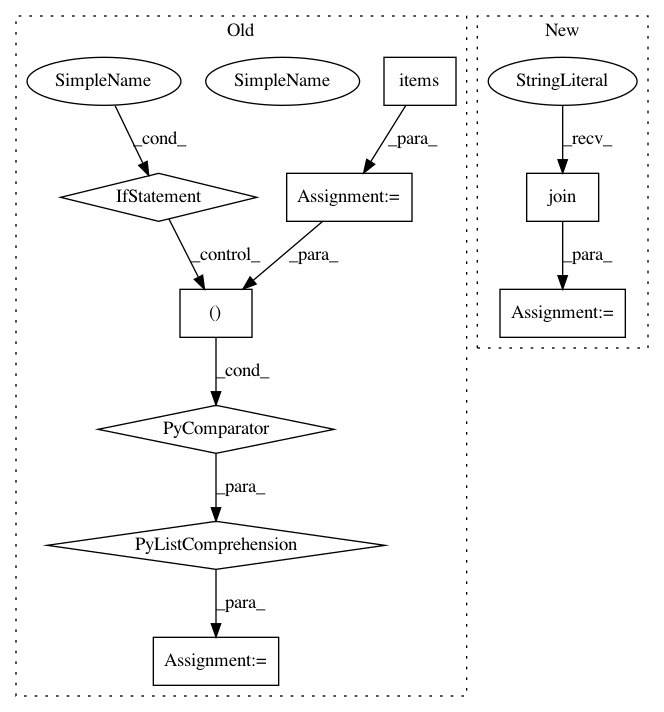 Old
New
SimpleName
SimpleName
items
StringLiteral
_cond_
_para_
_recv_
IfStatement
Assignment:=
join
_control_
_para_
_para_
()
Assignment:=
_cond_
PyComparator
_para_
PyListComprehension
_para_
Assignment:=